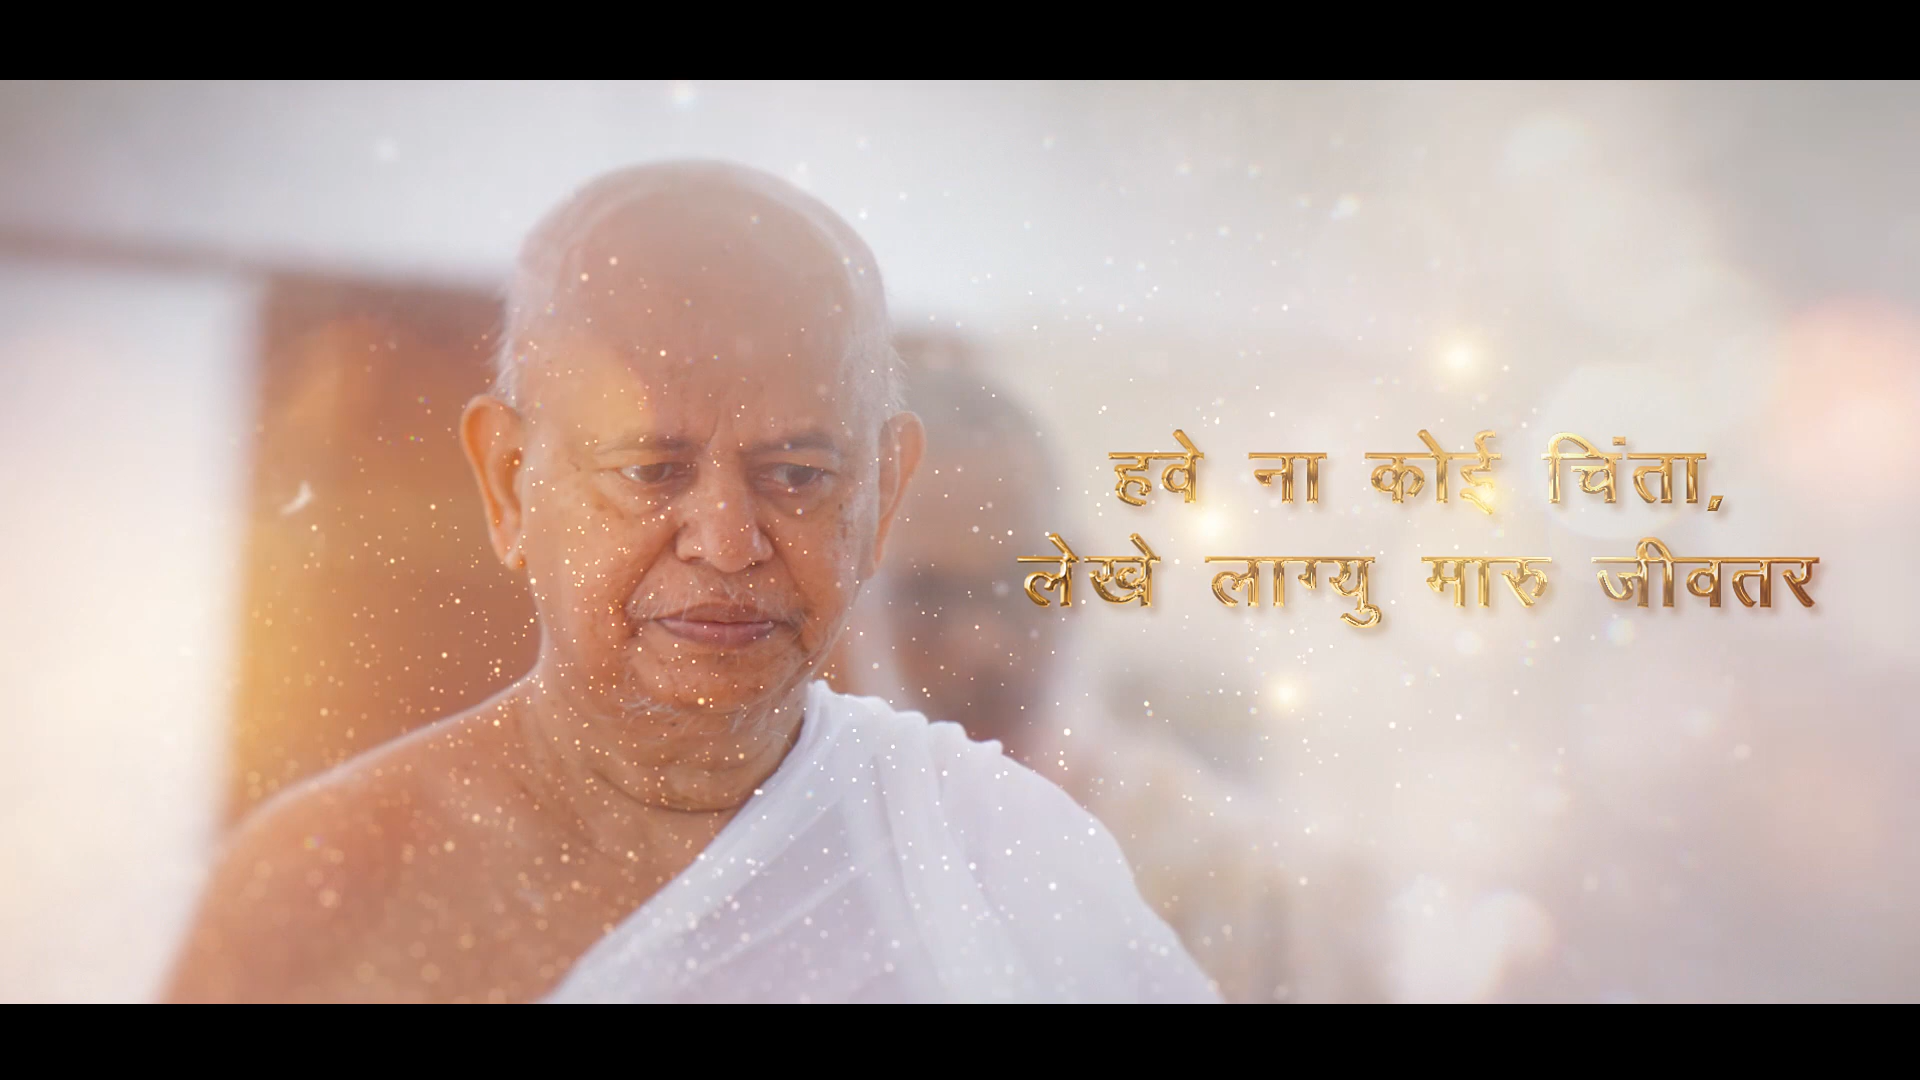 हवे ना कोई चिंता,
लेखे लाग्यु मारु जीवतर